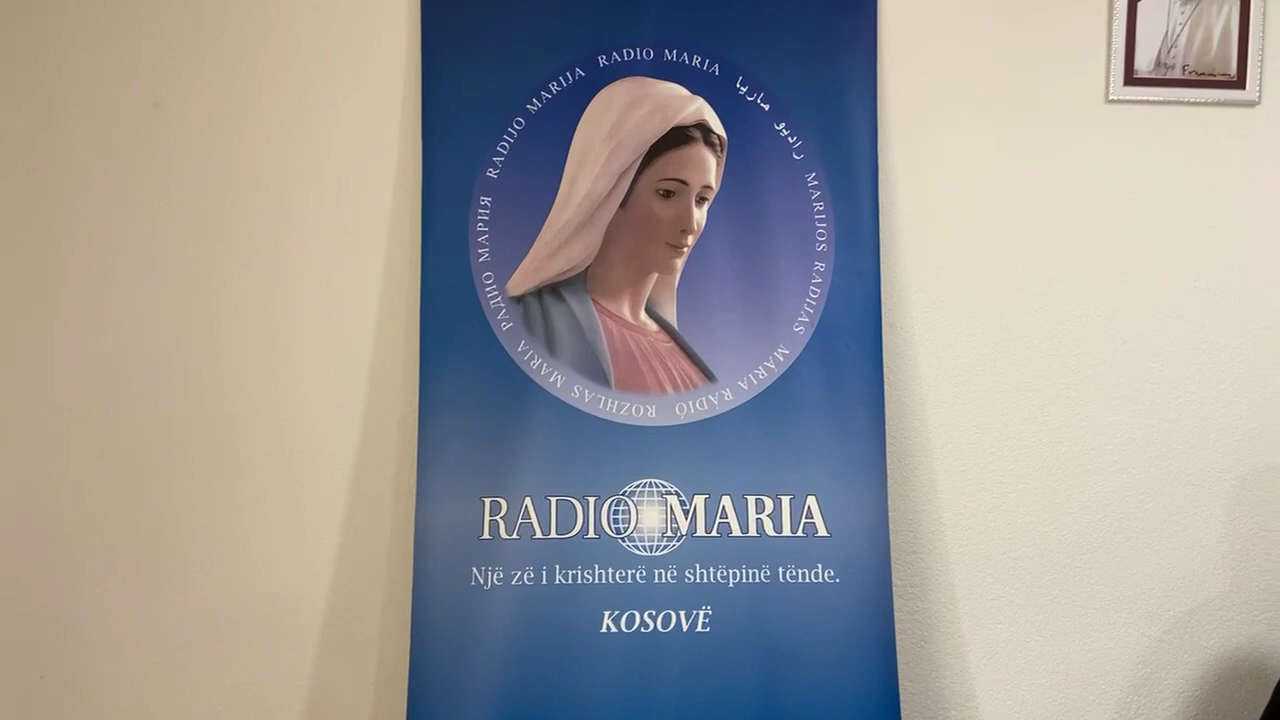 RADIO MARIA
راديو ماريا
MARIJOS RADIJAS
MÁRIA RÁDIÓ
ROZHLAS MARIA
РАДИО МАРИЯ
RADIJO MARIJA
RADIO MARIA
Një zë i krishterë në shtëpinë tënde.
KOSOVË